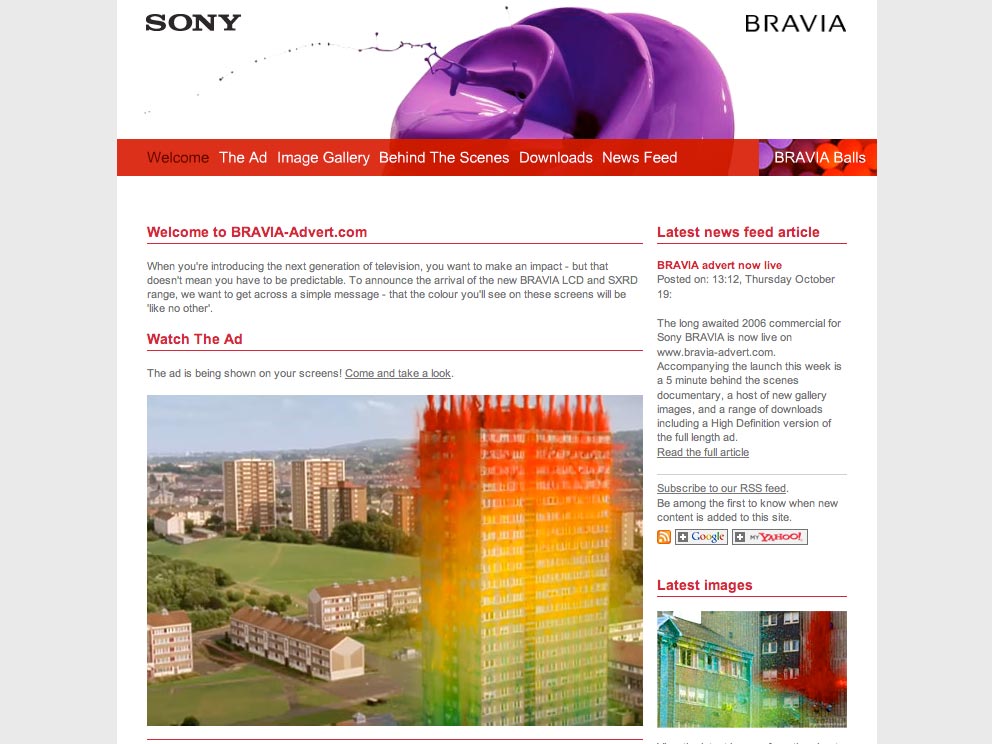 SONY
BRAVIA
Welcome The Ad Image Gallery Behind The Scenes Downloads News Feed
BRAVIA Balls
Welcome to BRAVIA-Advert.com
When you're introducing the next generation of television, you want to make an impact - but that
doesn't mean you have to be predictable. To announce the arrival of the new BRAVIA LCD and SXRD
range, we want to get across a simple message - that the colour you'll see on these screens will be
'like no other'.
Watch The Ad
The ad is being shown on your screens! Come and take a look.
Latest news feed article
BRAVIA advert now live
Posted on: 13:12, Thursday October
19:
The long awaited 2006 commercial for
Sony BRAVIA is now live on
www.bravia-advert.com.
Accompanying the launch this week is
a 5 minute behind the scenes
documentary, a host of new gallery
images, and a range of downloads
including a High Definition version of
the full length ad.
Read the full article
Subscribe to our RSS feed.
Be among the first to know when new
content is added to this site.
Google
MY YAHOO!
Latest images